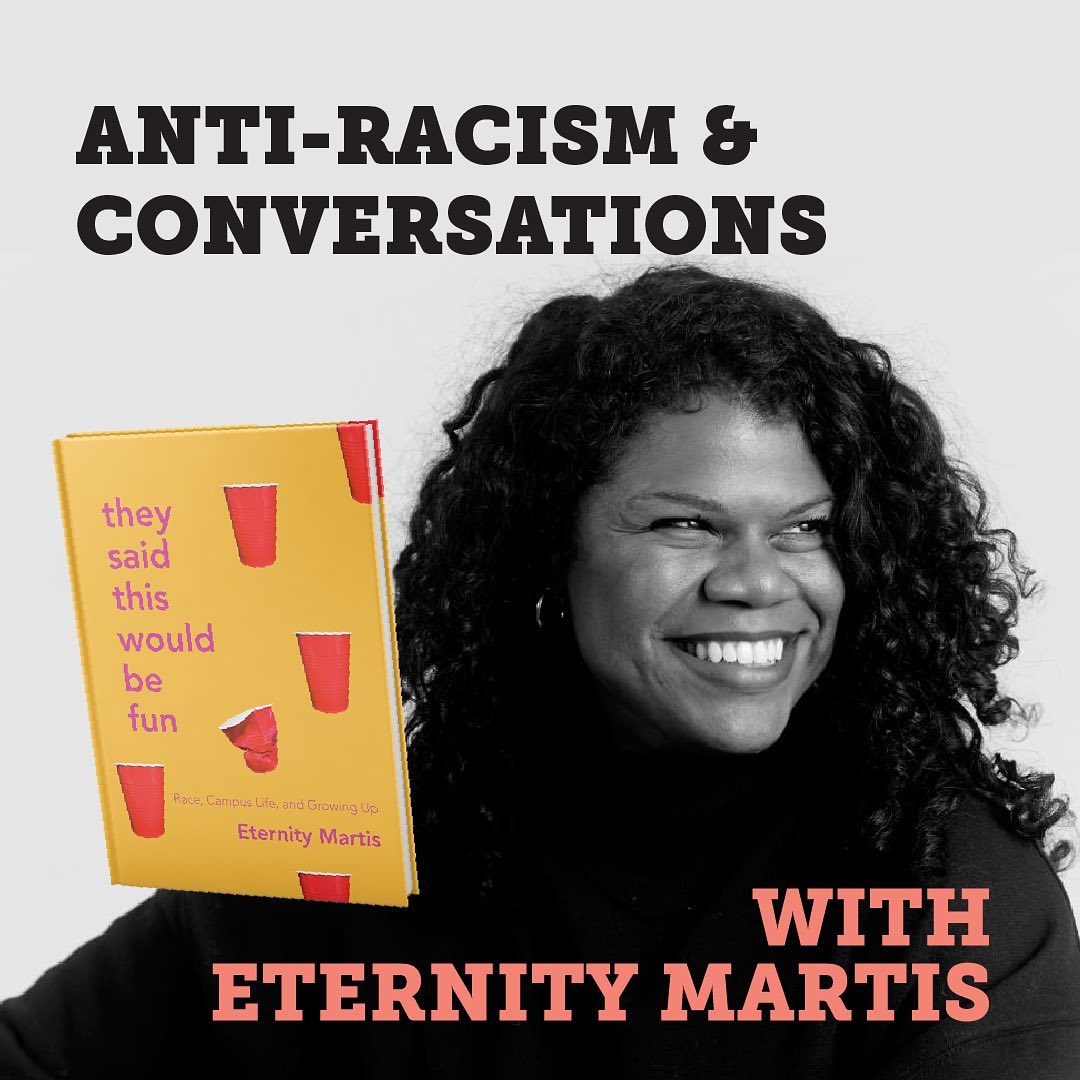 ANTI-RACISM &
CONVERSATIONS
they
said
this
would
be
fun
Race, Campus Life, and Growing Up
Eternity Martis
WITH
ETERNITY MARTIS